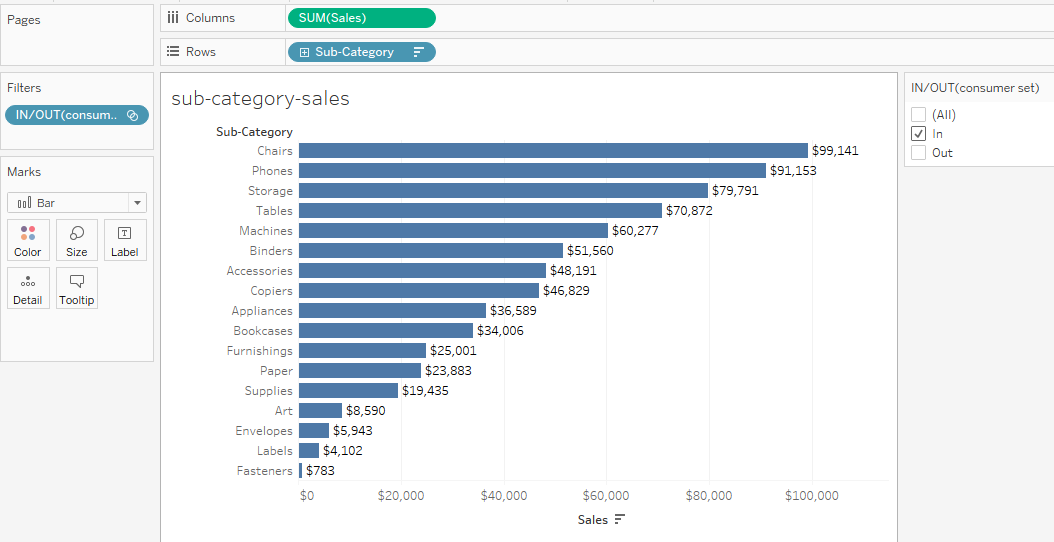 Pages
Columns
SUM(Sales)
Rows
Sub-Category
Filters
IN/OUT(consum..
Marks
Bar
Color
Size
Label
Detail
Tooltip
sub-category-sales
Sub-Category
Chairs $99,141
Phones $91,153
Storage $79,791
Tables $70,872
Machines $60,277
Binders $51,560
Accessories $48,191
Copiers $46,829
Appliances $36,589
Bookcases $34,006
Furnishings $25,001
Paper $23,883
Supplies $19,435
Art $8,590
Envelopes $5,943
Labels $4,102
Fasteners $783
$0 $20,000 $40,000 $60,000 $80,000 $100,000
Sales
IN/OUT(consumer set)
(All)
In
Out